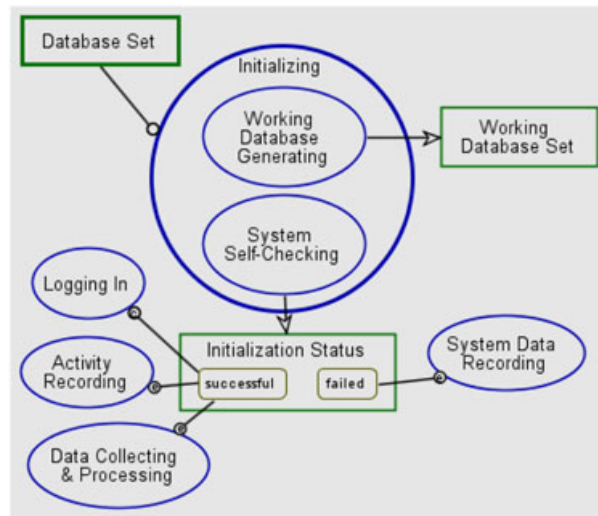 Database Set
Initializing
Working
Database
Generating
Working
Database Set
System
Self-Checking
Logging In
Initialization Status
successful
failed
System Data
Recording
Activity
Recording
Data Collecting
& Processing